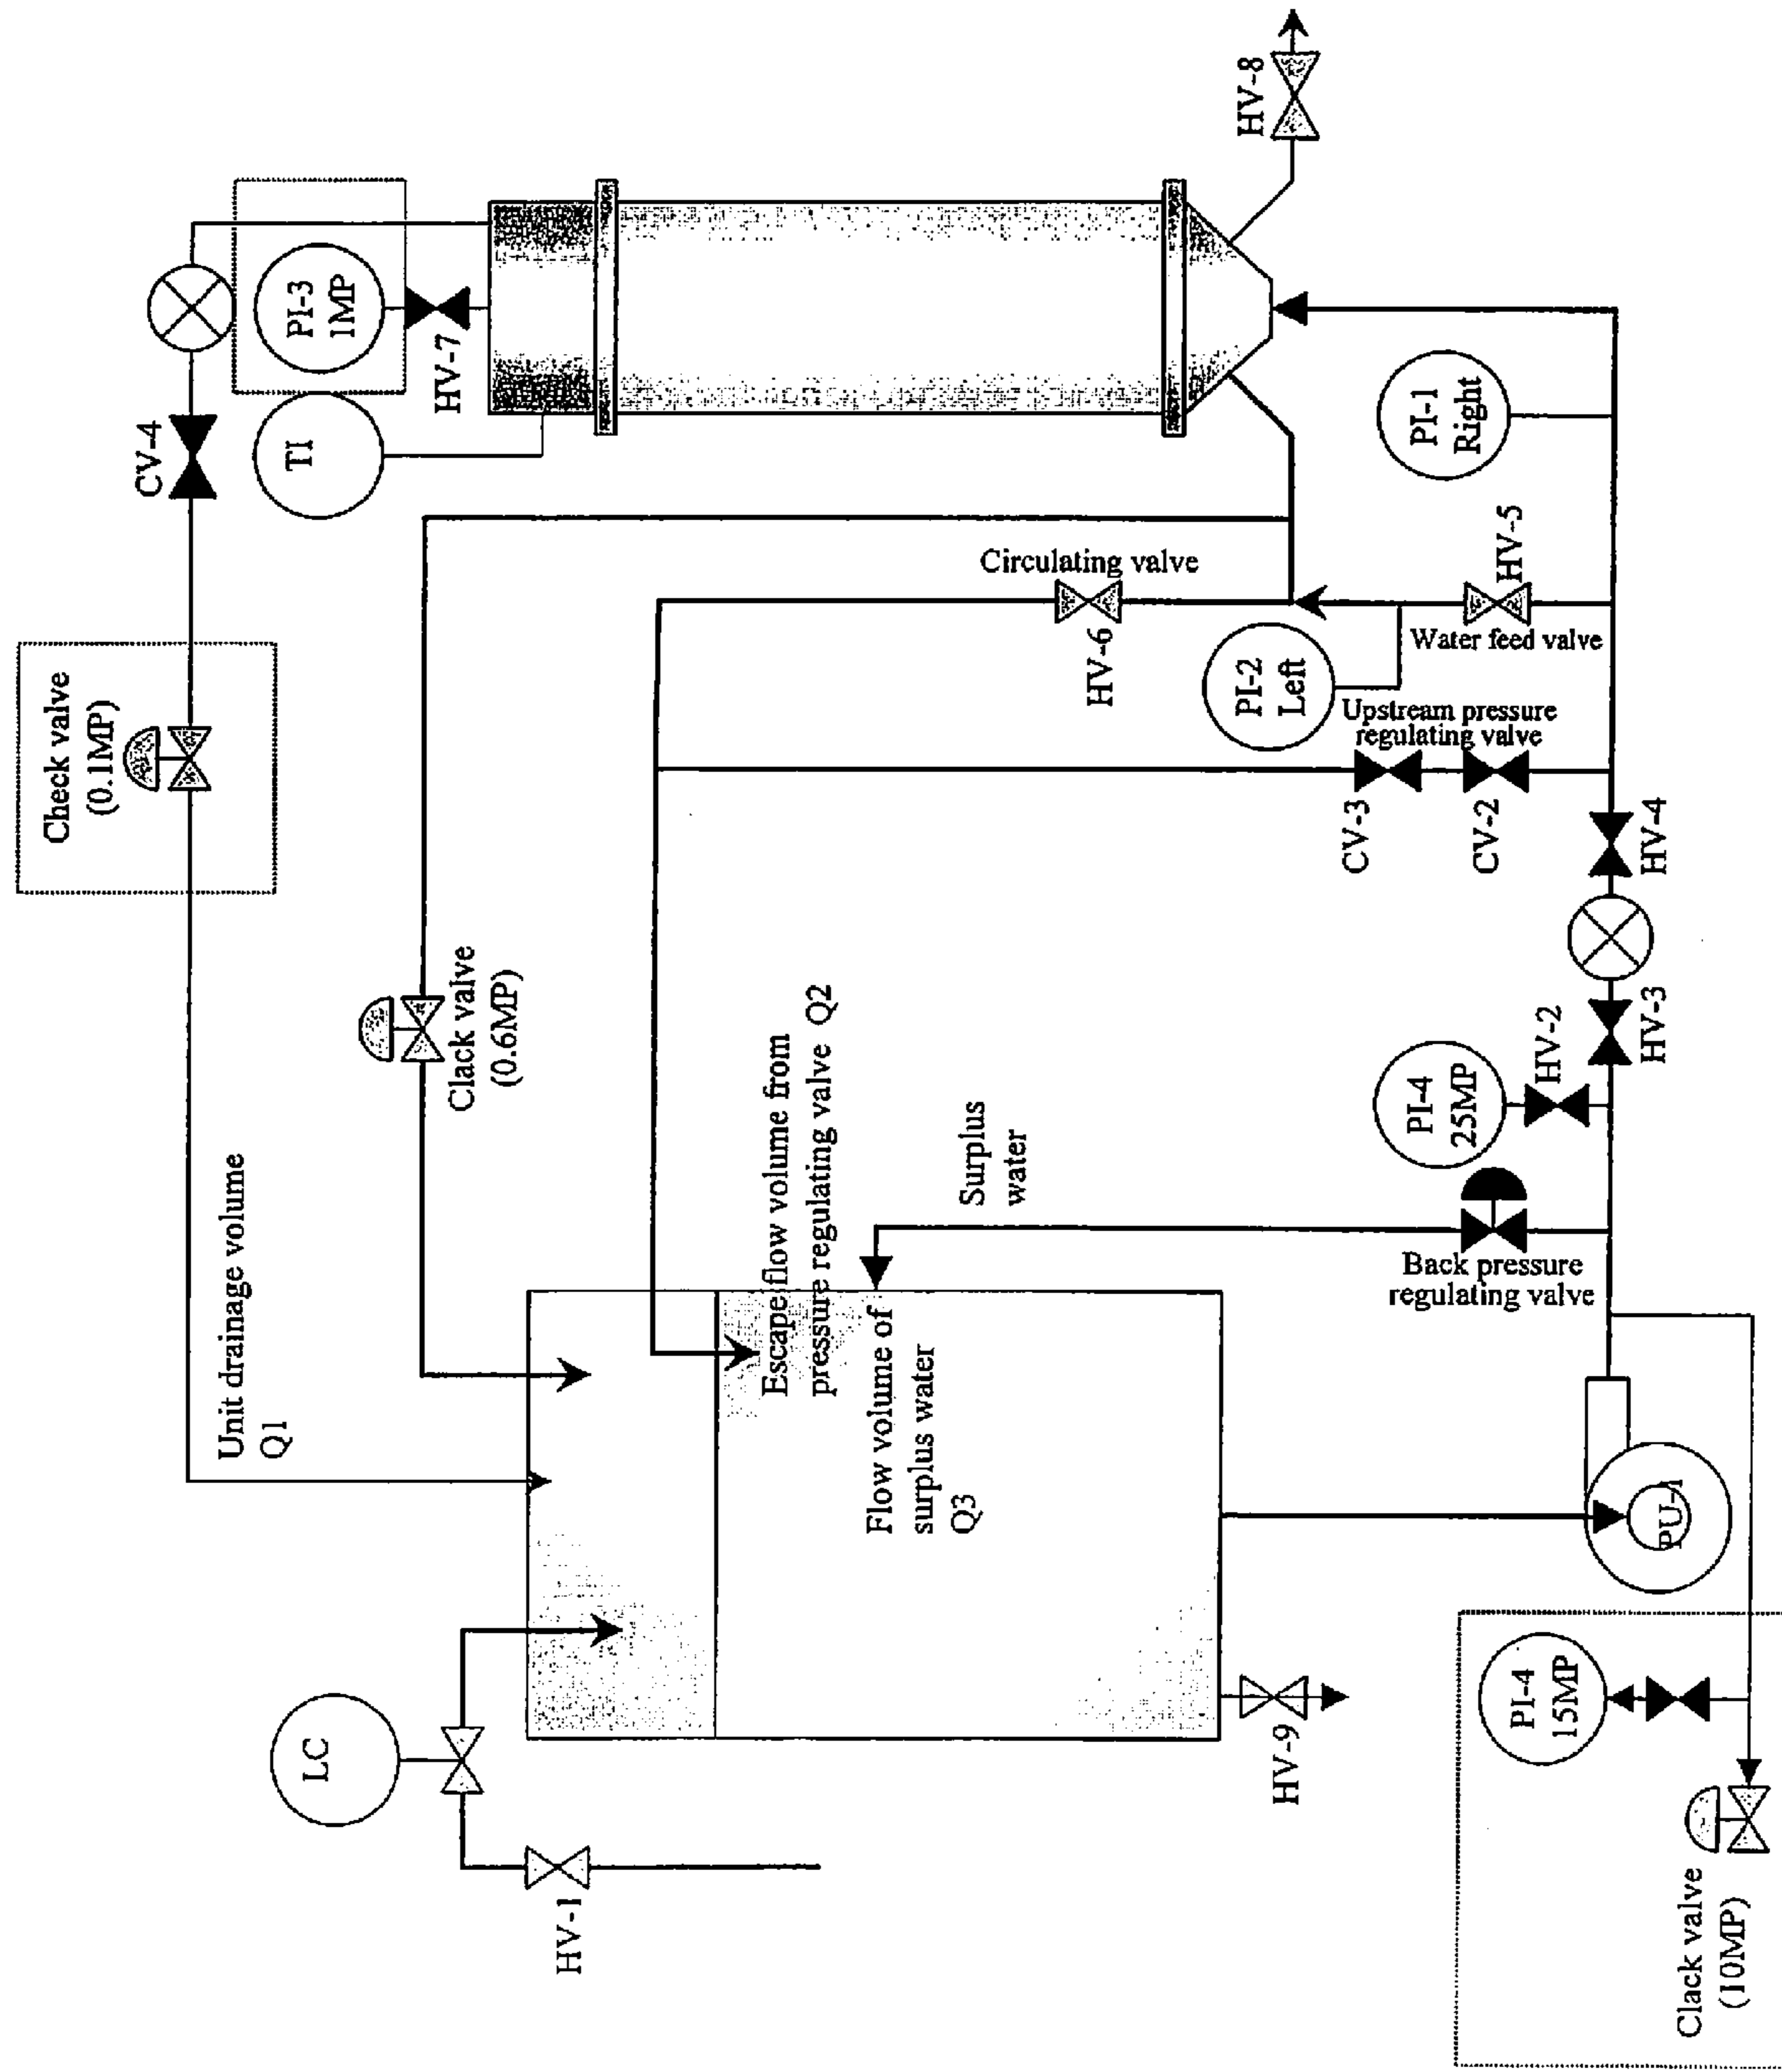 Check valve
(0.1MP)
CV-4
PI-3
1MP
TI
HV-7
HV-8
Unit drainage volume
Q1
Clack valve
(0.6MP)
LC
HV-1
Circulating valve
HV-6
PI-2
Left
HV-5
Water feed valve
PI-1
Right
Upstream pressure
regulating valve
CV-3
CV-2
HV-4
Escape flow volume from
pressure regulating valve Q2
Flow volume of
surplus water
Q3
Surplus
water
PI-4
25MP
HV-2
HV-3
Back pressure
regulating valve
PU-1
HV-9
PI-4
15MP
Clack valve
(10MP)